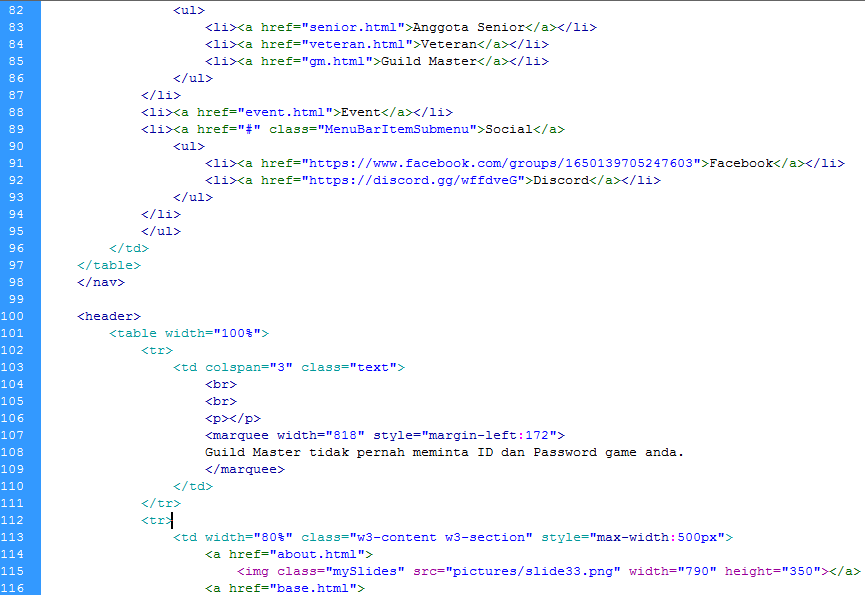 82 <ul>
83 <li><a href="senior.html">Anggota Senior</a></li>
84 <li><a href="veteran.html">Veteran</a></li>
85 <li><a href="gm.html">Guild Master</a></li>
86 </ul>
87 </li>
88 <li><a href="event.html">Event</a></li>
89 <li><a href="#" class="MenuBarItemSubmenu">Social</a>
90 <ul>
91 <li><a href="https://www.facebook.com/groups/1650139705247603">Facebook</a></li>
92 <li><a href="https://discord.gg/wffdveG">Discord</a></li>
93 </ul>
94 </li>
95 </ul>
96 </td>
97 </table>
98 </nav>
99
100 <header>
101 <table width="100%">
102 <tr>
103 <td colspan="3" class="text">
104 <br>
105 <br>
106 <p></p>
107 <marquee width="818" style="margin-left:172">
108 Guild Master tidak pernah meminta ID dan Password game anda.
109 </marquee>
110 </td>
111 </tr>
112 <tr>
113 <td width="80%" class="w3-content w3-section" style="max-width:500px">
114 <a href="about.html">
115 <img class="mySlides" src="pictures/slide33.png" width="790" height="350"></a>
116 <a href="base.html">